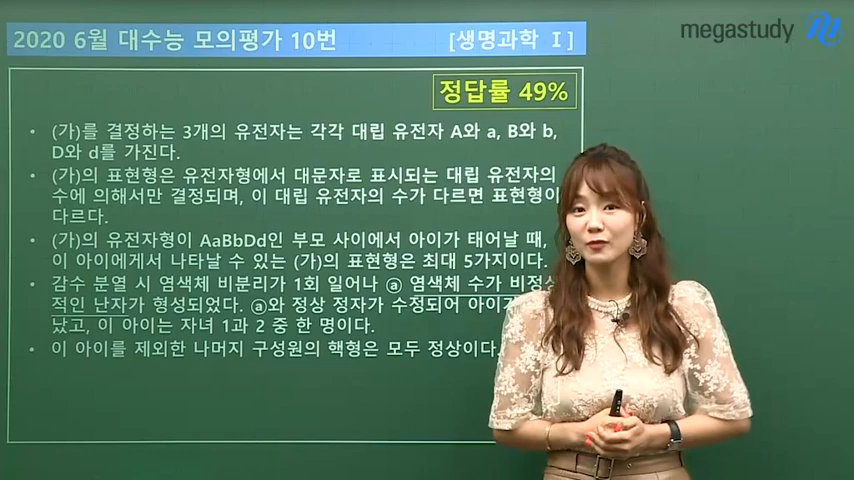 2020 6월 대수능 모의평가 10번 [생명과학 Ⅰ]
megastudy
정답률 49%
• (가)를 결정하는 3개의 유전자는 각각 대립 유전자 A와 a, B와 b,
D와 d를 가진다.
• (가)의 표현형은 유전자형에서 대문자로 표시되는 대립 유전자의
수에 의해서만 결정되며, 이 대립 유전자의 수가 다르면 표현형이
다르다.
• (가)의 유전자형이 AaBbDd인 부모 사이에서 아이가 태어날 때,
이 아이에게서 나타날 수 있는 (가)의 표현형은 최대 5가지이다.
• 감수 분열 시 염색체 비분리가 1회 일어나 ⓐ 염색체 수가 비정상
적인 난자가 형성되었다. ⓐ와 정상 정자가 수정되어 아이가
났고, 이 아이는 자녀 1과 2 중 한 명이다.
• 이 아이를 제외한 나머지 구성원의 핵형은 모두 정상이다.